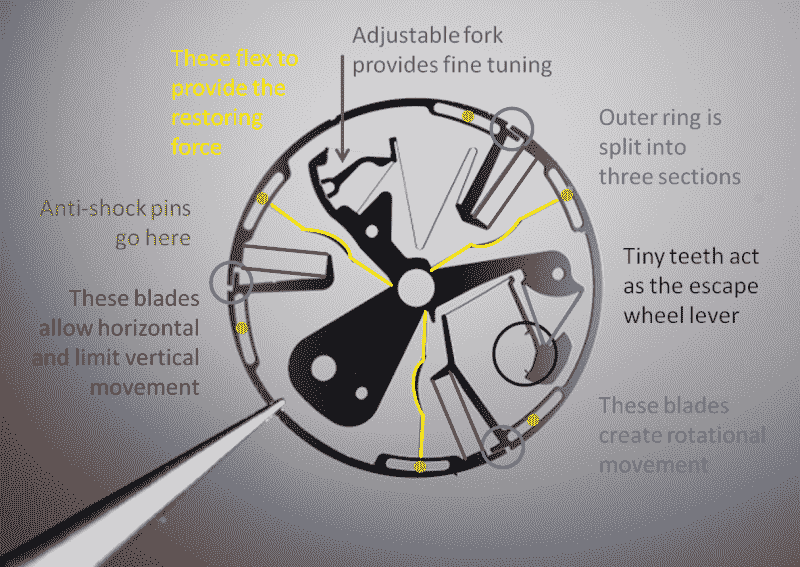 These flex to
provide the
restoring
force
Adjustable fork
provides fine tuning
Outer ring is
split into
three sections
Anti-shock pins
go here
Tiny teeth act
as the escape
wheel lever
These blades
allow horizontal
and limit vertical
movement
These blades
create rotational
movement